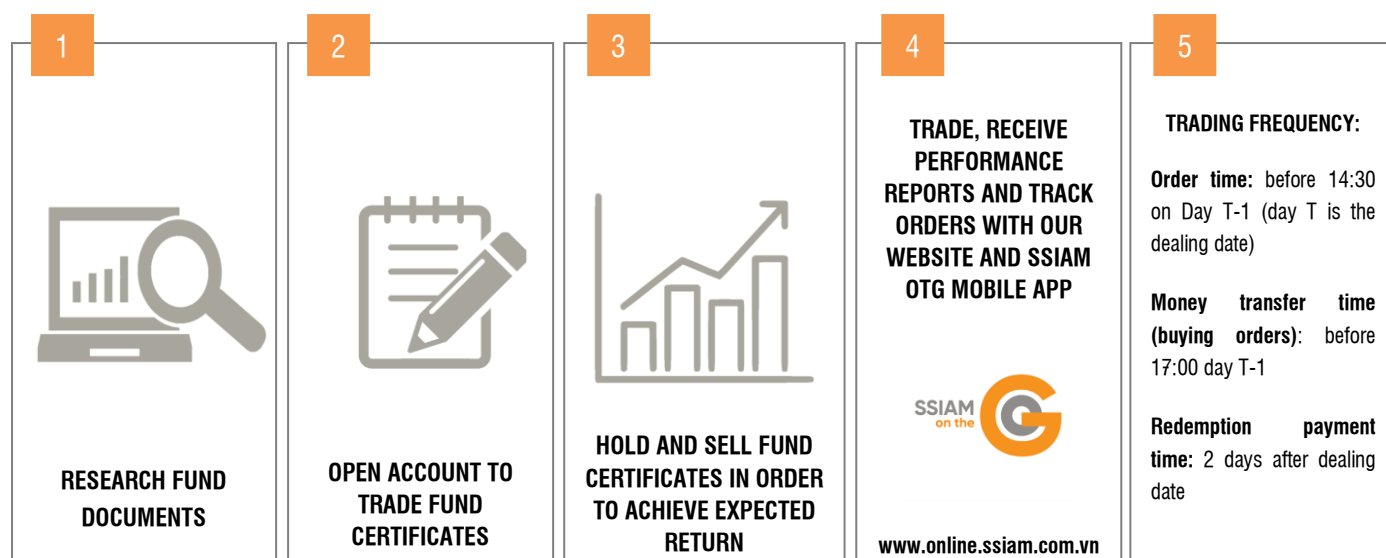 1
RESEARCH FUND
DOCUMENTS
2
OPEN ACCOUNT TO
TRADE FUND
CERTIFICATES
3
HOLD AND SELL FUND
CERTIFICATES IN ORDER
TO ACHIEVE EXPECTED
RETURN
4
TRADE, RECEIVE
PERFORMANCE
REPORTS AND TRACK
ORDERS WITH OUR
WEBSITE AND SSIAM
OTG MOBILE APP
SSIAM
on the
GO
www.online.ssiam.com.vn
5
TRADING FREQUENCY:
Order time: before 14:30
on Day T-1 (day T is the
dealing date)
Money transfer time
(buying orders): before
17:00 day T-1
Redemption payment
time: 2 days after dealing
date